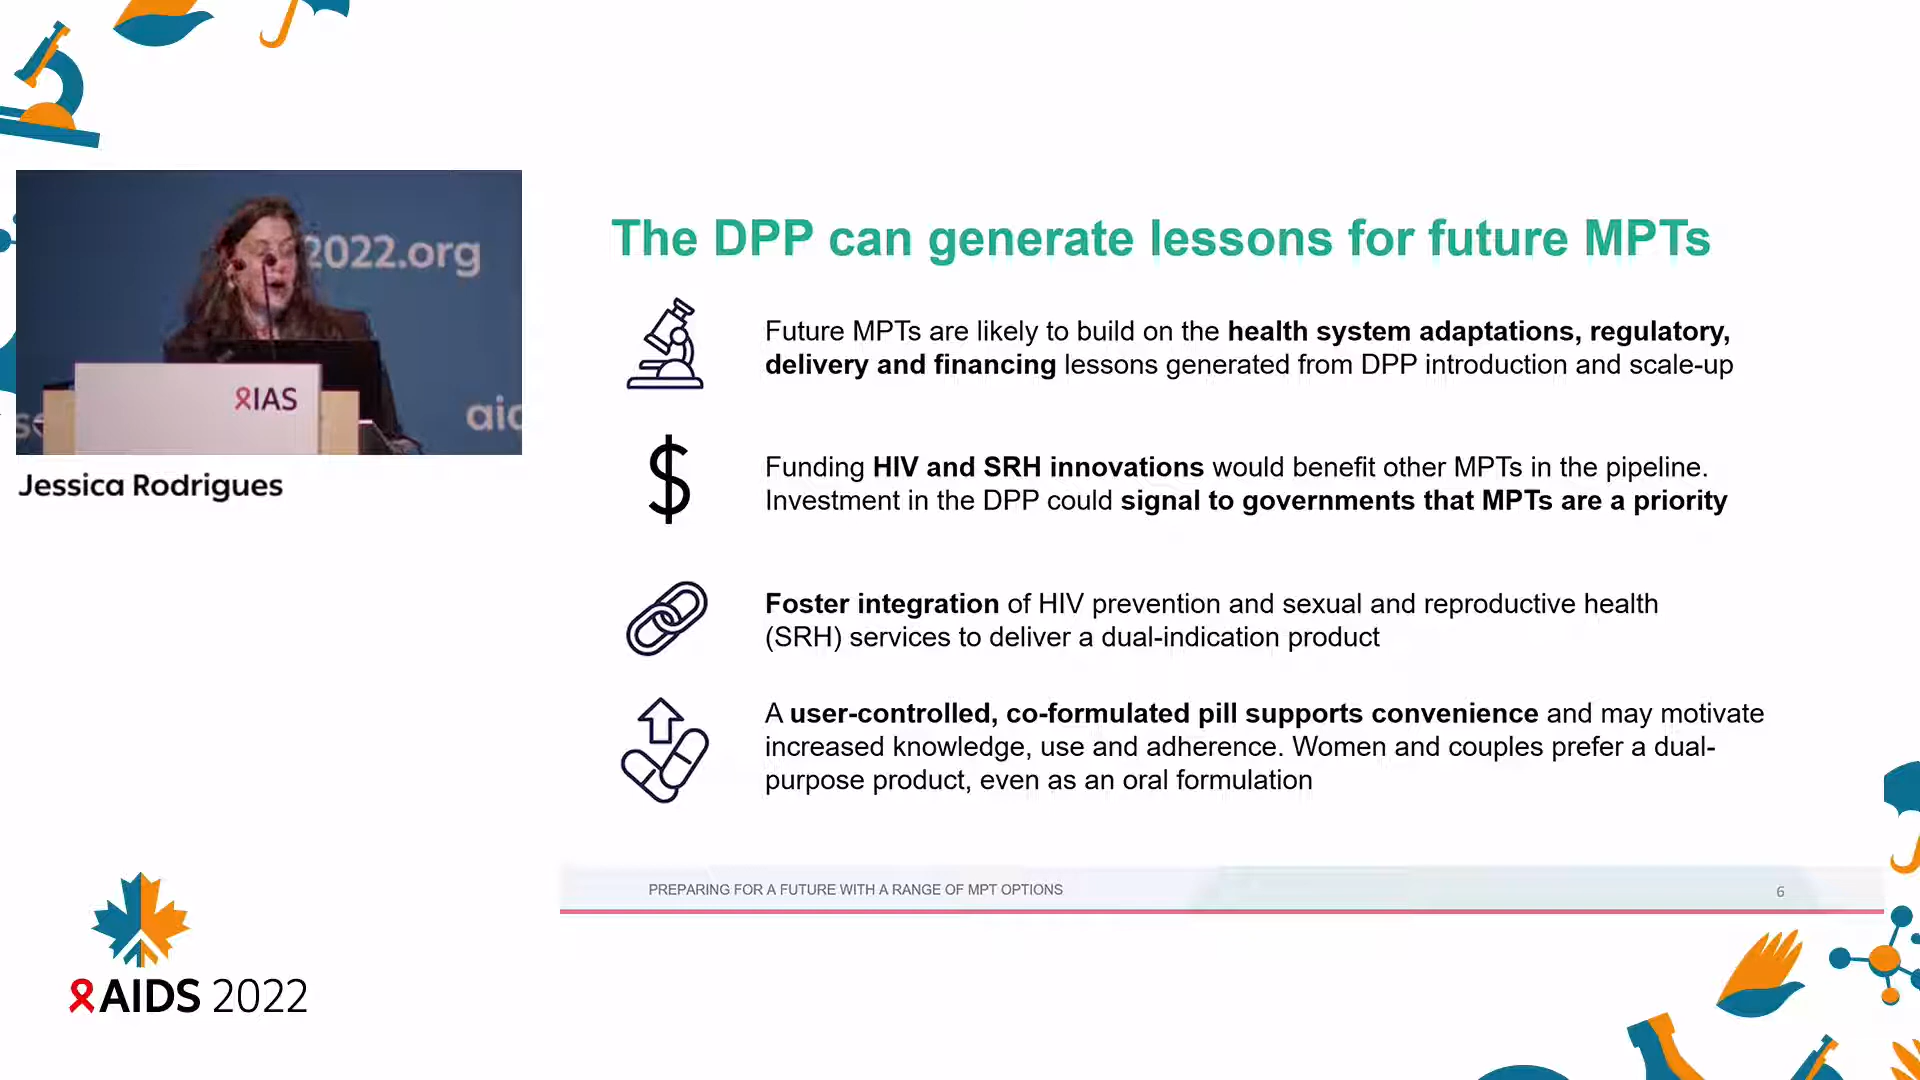 2022.org
IAS
aid
Jessica Rodrigues
The DPP can generate lessons for future MPTs
Future MPTs are likely to build on the health system adaptations, regulatory,
delivery and financing lessons generated from DPP introduction and scale-up
Funding HIV and SRH innovations would benefit other MPTs in the pipeline.
Investment in the DPP could signal to governments that MPTs are a priority
Foster integration of HIV prevention and sexual and reproductive health
(SRH) services to deliver a dual-indication product
A user-controlled, co-formulated pill supports convenience and may motivate
increased knowledge, use and adherence. Women and couples prefer a dual-
purpose product, even as an oral formulation
PREPARING FOR A FUTURE WITH A RANGE OF MPT OPTIONS
6
AIDS 2022